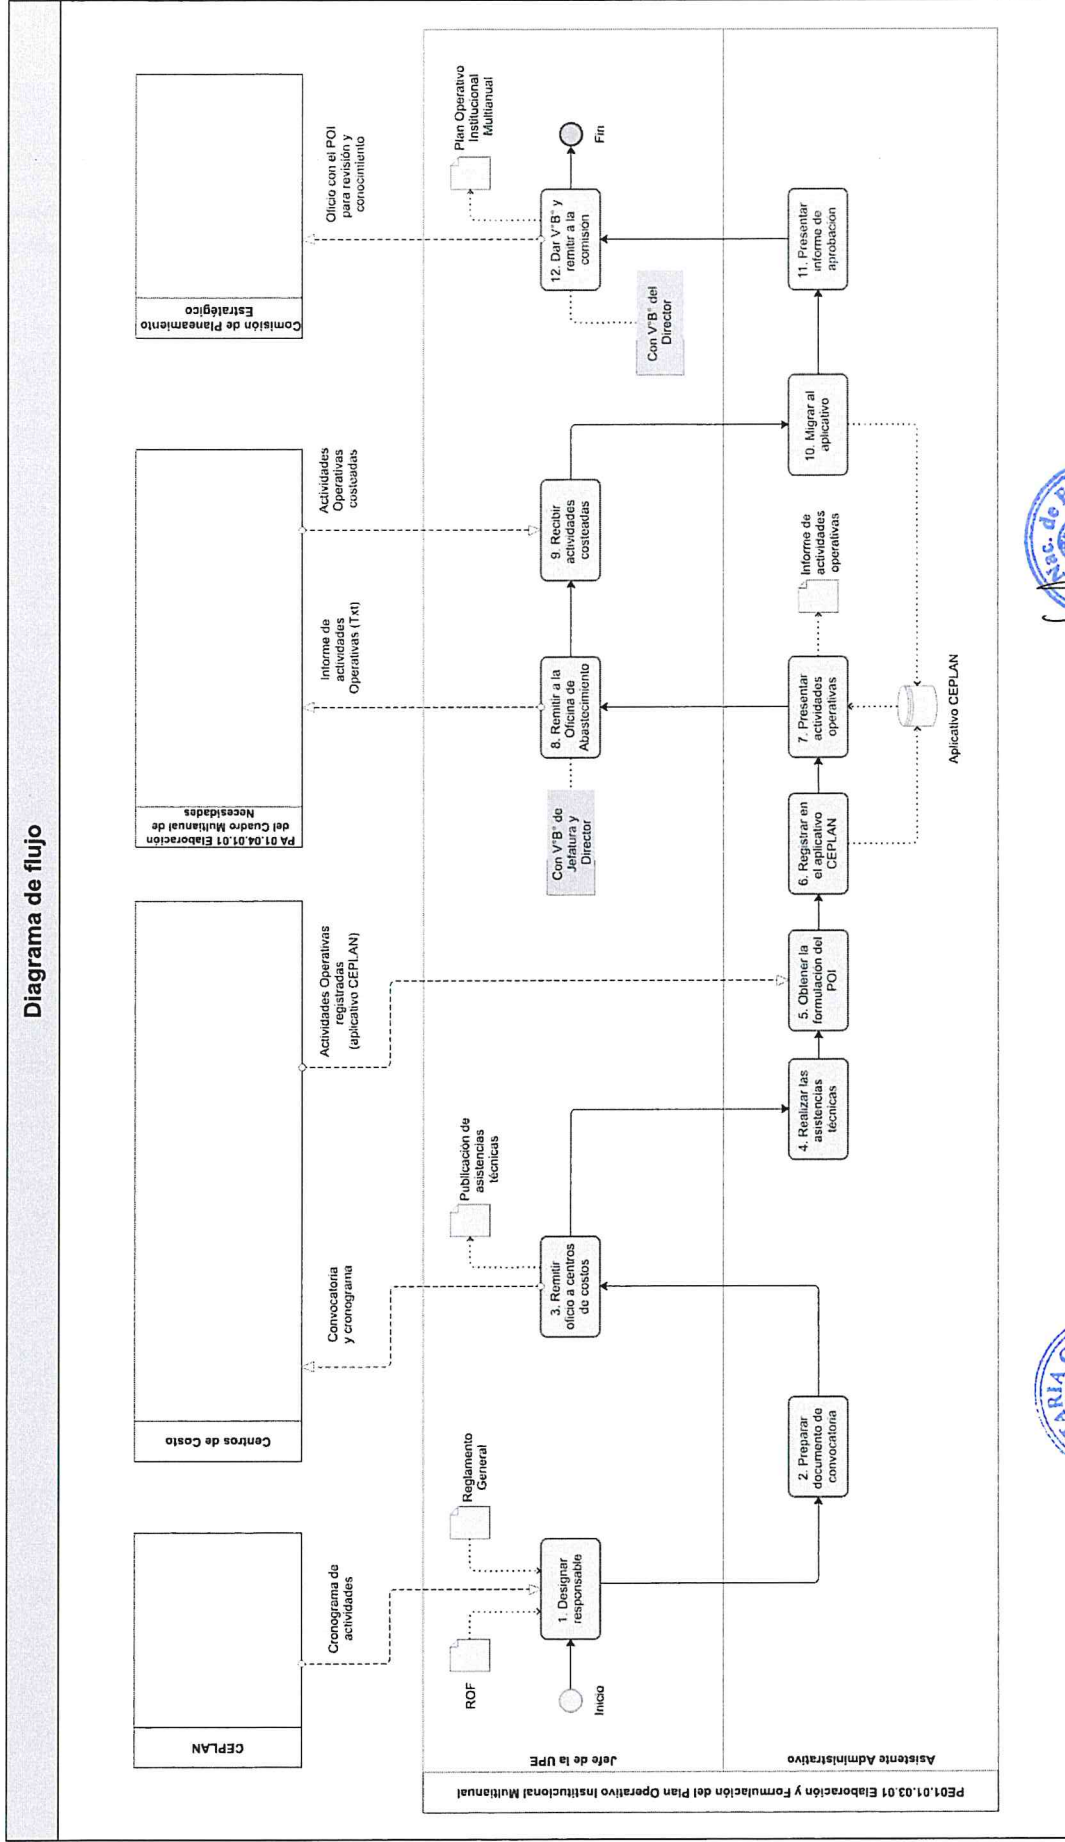 Diagrama de flujo
CEPLAN
Centros de Costo
PA 01.04.01.01 Elaboración
del Cuadro Multianual de
Necesidades
Comisión de Planeamiento
Estratégico
Cronograma de
actividades
Convocatoria
y cronograma
Actividades Operativas
registradas
(aplicativo CEPLAN)
Informe de
actividades
Operativas (Txt)
Actividades
Operativas
costeadas
Oficio con el POI
para revisión y
conocimiento
PE01.01.03.01 Elaboración y Formulación del Plan Operativo Institucional Multianual
Jefe de la UPE
ROF
Reglamento
General
Publicación de
asistencias
técnicas
Plan Operativo
Institucional
Multianual
Inicio
1. Designar
responsable
3. Remitir
oficio a centros
de costos
Con V°B° de
Jefatura y
Director
8. Remitir a la
Oficina de
Abastecimiento
9. Recibir
actividades
costeadas
12. Dar V°B° y
remitir a la
comision
Fin
Con V°B° del
Director
Asistente Administrativo
2. Preparar
documento de
convocatoria
4. Realizar las
asistencias
técnicas
5. Obtener la
formulación del
POI
6. Registrar en
el aplicativo
CEPLAN
7. Presentar
actividades
operativas
Informe de
actividades
operativas
10. Migrar al
aplicativo
11. Presentar
informe de
aprobacion
Aplicativo CEPLAN